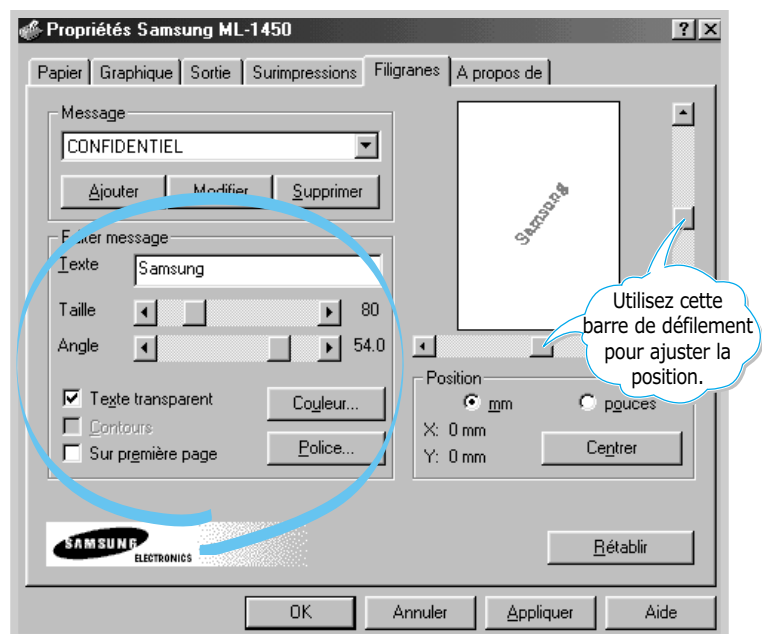 Propriétés Samsung ML-1450
Papier Graphique Sortie Surimpressions Filigranes A propos de
Message
CONFIDENTIEL
Ajouter Modifier Supprimer
Editer message
Texte Samsung
Taille 80
Angle 54.0
Texte transparent
Contours
Sur première page
Couleur...
Police...
Samsung
Utilisez cette
barre de défilement
pour ajuster la
position.
Position
mm pouces
X: 0 mm
Y: 0 mm
Centrer
SAMSUNG
ELECTRONICS
Rétablir
OK Annuler Appliquer Aide